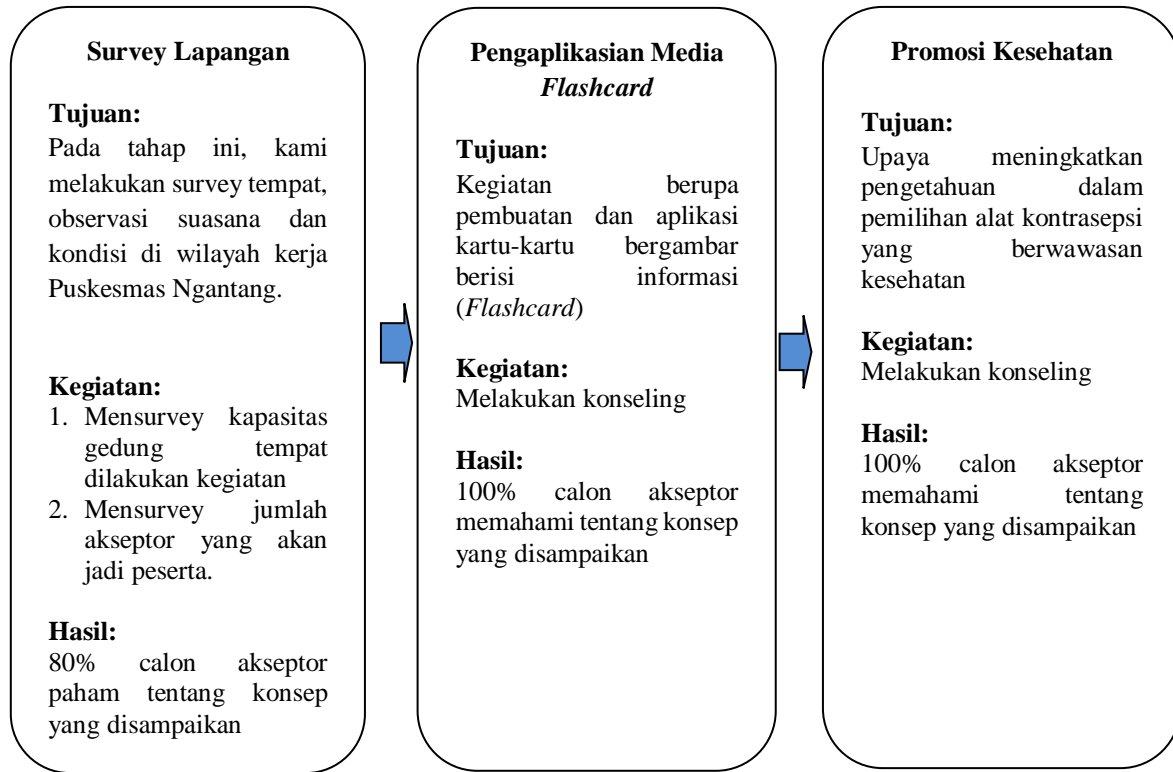 Survey Lapangan
Tujuan:
Pada tahap ini, kami
melakukan survey tempat,
observasi suasana dan
kondisi di wilayah kerja
Puskesmas Ngantang.
Kegiatan:
1. Mensurvey kapasitas
gedung tempat
dilakukan kegiatan
2. Mensurvey jumlah
akseptor yang akan
jadi peserta.
Hasil:
80% calon akseptor
paham tentang konsep
yang disampaikan
Pengaplikasian Media
Flashcard
Tujuan:
Kegiatan berupa
pembuatan dan aplikasi
kartu-kartu bergambar
berisi informasi
(Flashcard)
Kegiatan:
Melakukan konseling
Hasil:
100% calon akseptor
memahami tentang konsep
yang disampaikan
Promosi Kesehatan
Tujuan:
Upaya meningkatkan
pengetahuan dalam
pemilihan alat kontrasepsi
yang berwawasan
kesehatan
Kegiatan:
Melakukan konseling
Hasil:
100% calon akseptor
memahami tentang
konsep yang disampaikan